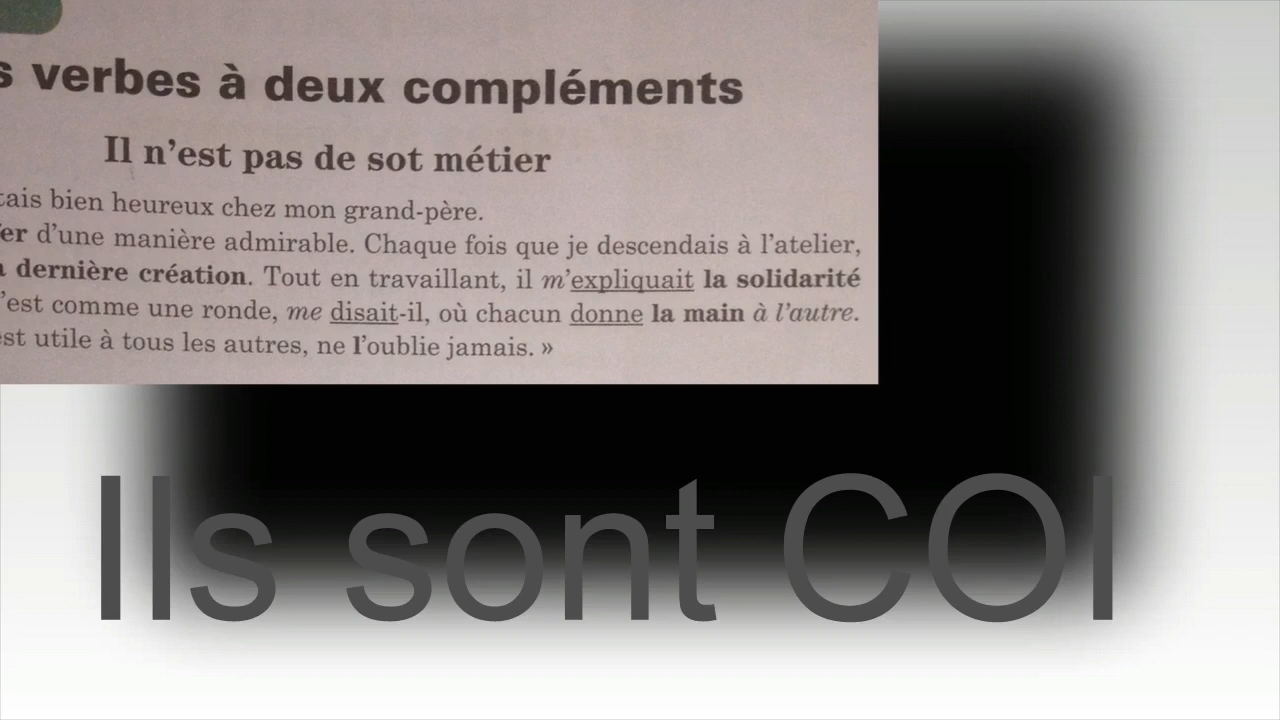 verbes à deux compléments
Il n'est pas de sot métier
bien heureux chez mon grand-père.
d'une manière admirable. Chaque fois que je descendais à l'atelier,
dernière création. Tout en travaillant, il m'expliquait la solidarité
'est comme une ronde, me disait-il, où chacun donne la main à l'autre.
utile à tous les autres, ne l'oublie jamais. »
Ils sont COI